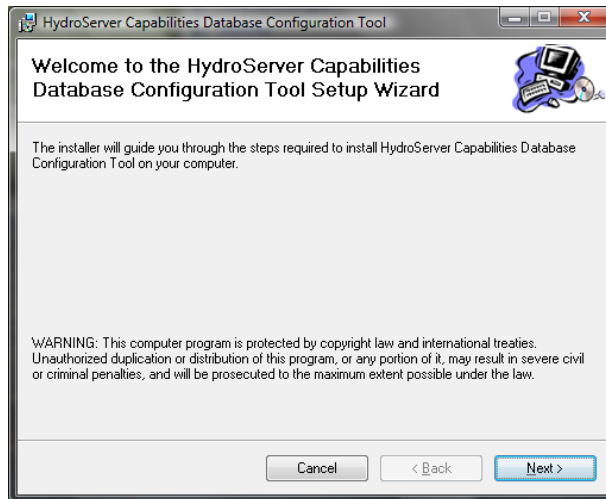 HydroServer Capabilities Database Configuration Tool
Welcome to the HydroServer Capabilities
Database Configuration Tool Setup Wizard
The installer will guide you through the steps required to install HydroServer Capabilities Database
Configuration Tool on your computer.
WARNING: This computer program is protected by copyright law and international treaties.
Unauthorized duplication or distribution of this program, or any portion of it, may result in severe civil
or criminal penalties, and will be prosecuted to the maximum extent possible under the law.
Cancel < Back Next >